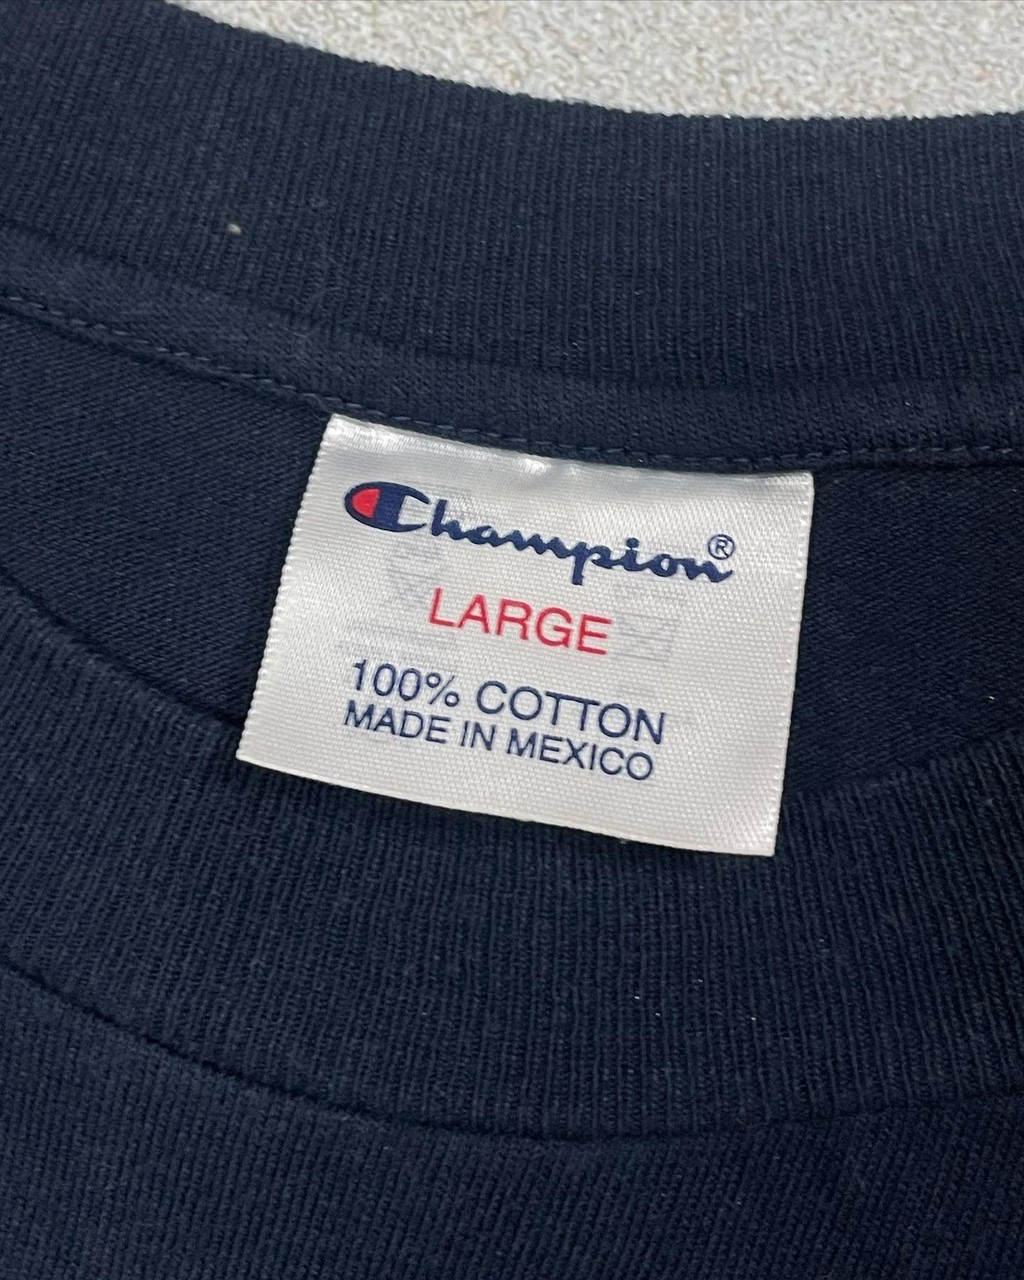 Champion®
LARGE
100% COTTON
MADE IN MEXICO